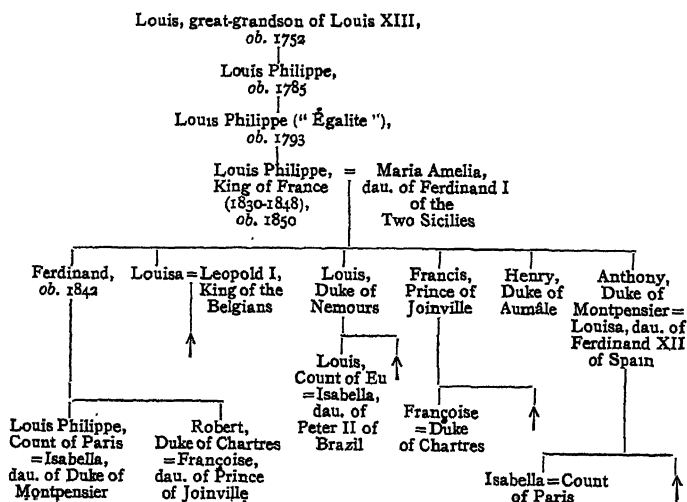 Louis, great-grandson of Louis XIII,
ob. 1752
Louis Philippe,
ob. 1785
Louis Philippe (" Égalite "),
ob. 1793
Louis Philippe,
King of France
(1830-1848),
ob. 1850
=
Maria Amelia,
dau. of Ferdinand I
of the
Two Sicilies
Ferdinand,
ob. 1842
Louisa = Leopold I,
King of the
Belgians
Louis,
Duke of
Nemours
Francis,
Prince of
Joinville
Henry,
Duke of
Aumâle
Anthony,
Duke of
Montpensier=
Louisa, dau. of
Ferdinand XII
of Spain
Louis,
Count of Eu
=Isabella,
dau. of
Peter II of
Brazil
Françoise
=Duke
of Chartres
Louis Philippe,
Count of Paris
=Isabella,
dau. of Duke of
Montpensier
Robert,
Duke of Chartres
=Françoise,
dau. of Prince
of Joinville
Isabella=Count
of Paris